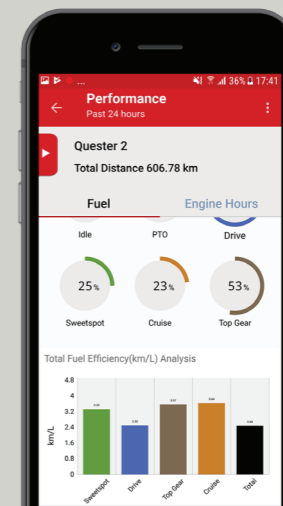 ... 36% 17:41
Performance
Past 24 hours
Quester 2
Total Distance 606.78 km
Fuel Engine Hours
Idle PTO Drive
25% 23% 53%
Sweetspot Cruise Top Gear
Total Fuel Efficiency(km/L) Analysis
4.8
4
3.2
2.4
1.6
0.8
0
km/L
Sweetspot Drive Top Gear Cruise Total